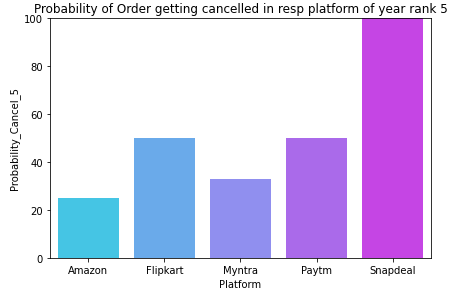 Probability of Order getting cancelled in resp platform of year rank 5
100
80
60
40
20
0
Probability_Cancel_5
Amazon Flipkart Myntra Paytm Snapdeal
Platform